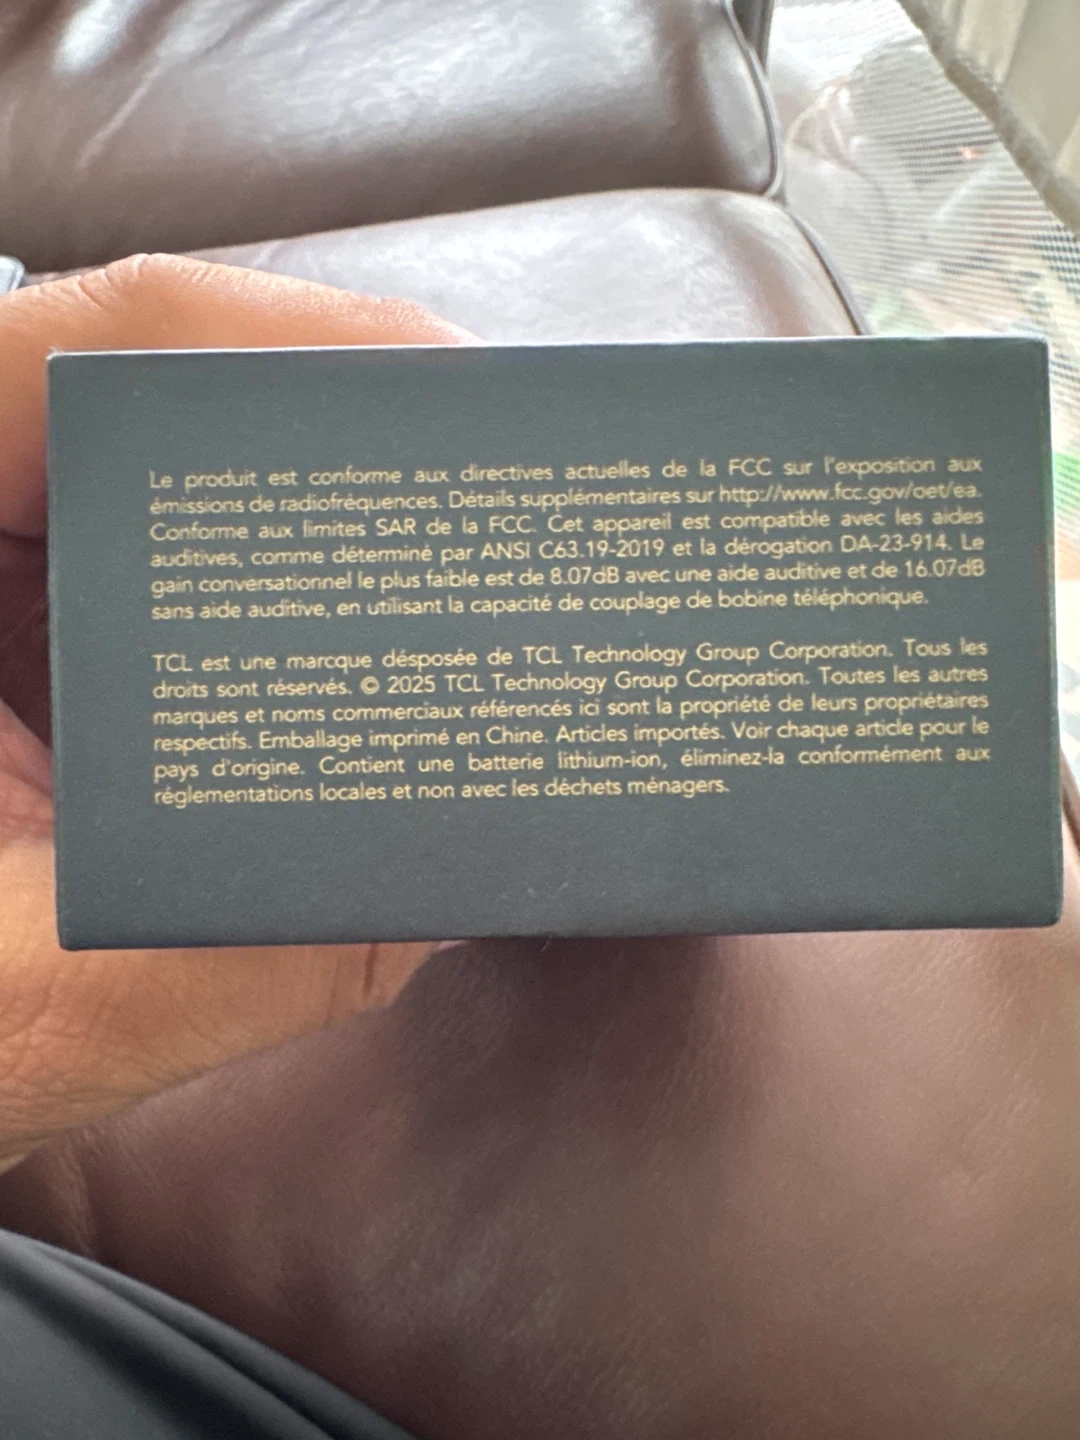 Le produit est conforme aux directives actuelles de la FCC sur l'exposition aux
émissions de radiofréquences. Détails supplémentaires sur http://www.fcc.gov/oet/ea.
Conforme aux limites SAR de la FCC. Cet appareil est compatible avec les aides
auditives, comme déterminé par ANSI C63.19-2019 et la dérogation DA-23-914. Le
gain conversationnel le plus faible est de 8.07dB avec une aide auditive et de 16.07dB
sans aide auditive, en utilisant la capacité de couplage de bobine téléphonique.
TCL est une marcque désposée de TCL Technology Group Corporation. Tous les
droits sont réservés. © 2025 TCL Technology Group Corporation. Toutes les autres
marques et noms commerciaux référencés ici sont la propriété de leurs propriétaires
respectifs. Emballage imprimé en Chine. Articles importés. Voir chaque article pour le
pays d'origine. Contient une batterie lithium-ion, éliminez-la conformément aux
réglementations locales et non avec les déchets ménagers.